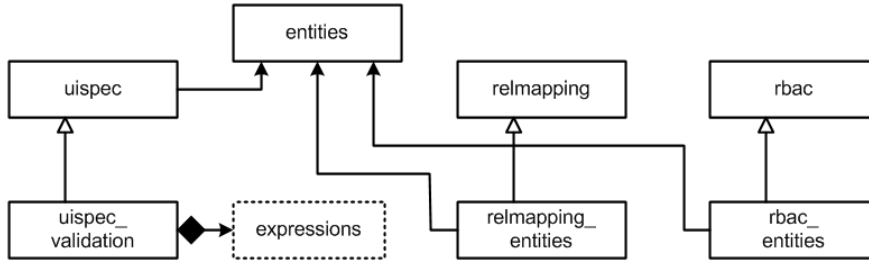 entities
uispec
relmapping
rbac
uispec_
validation
expressions
relmapping_
entities
rbac_
entities